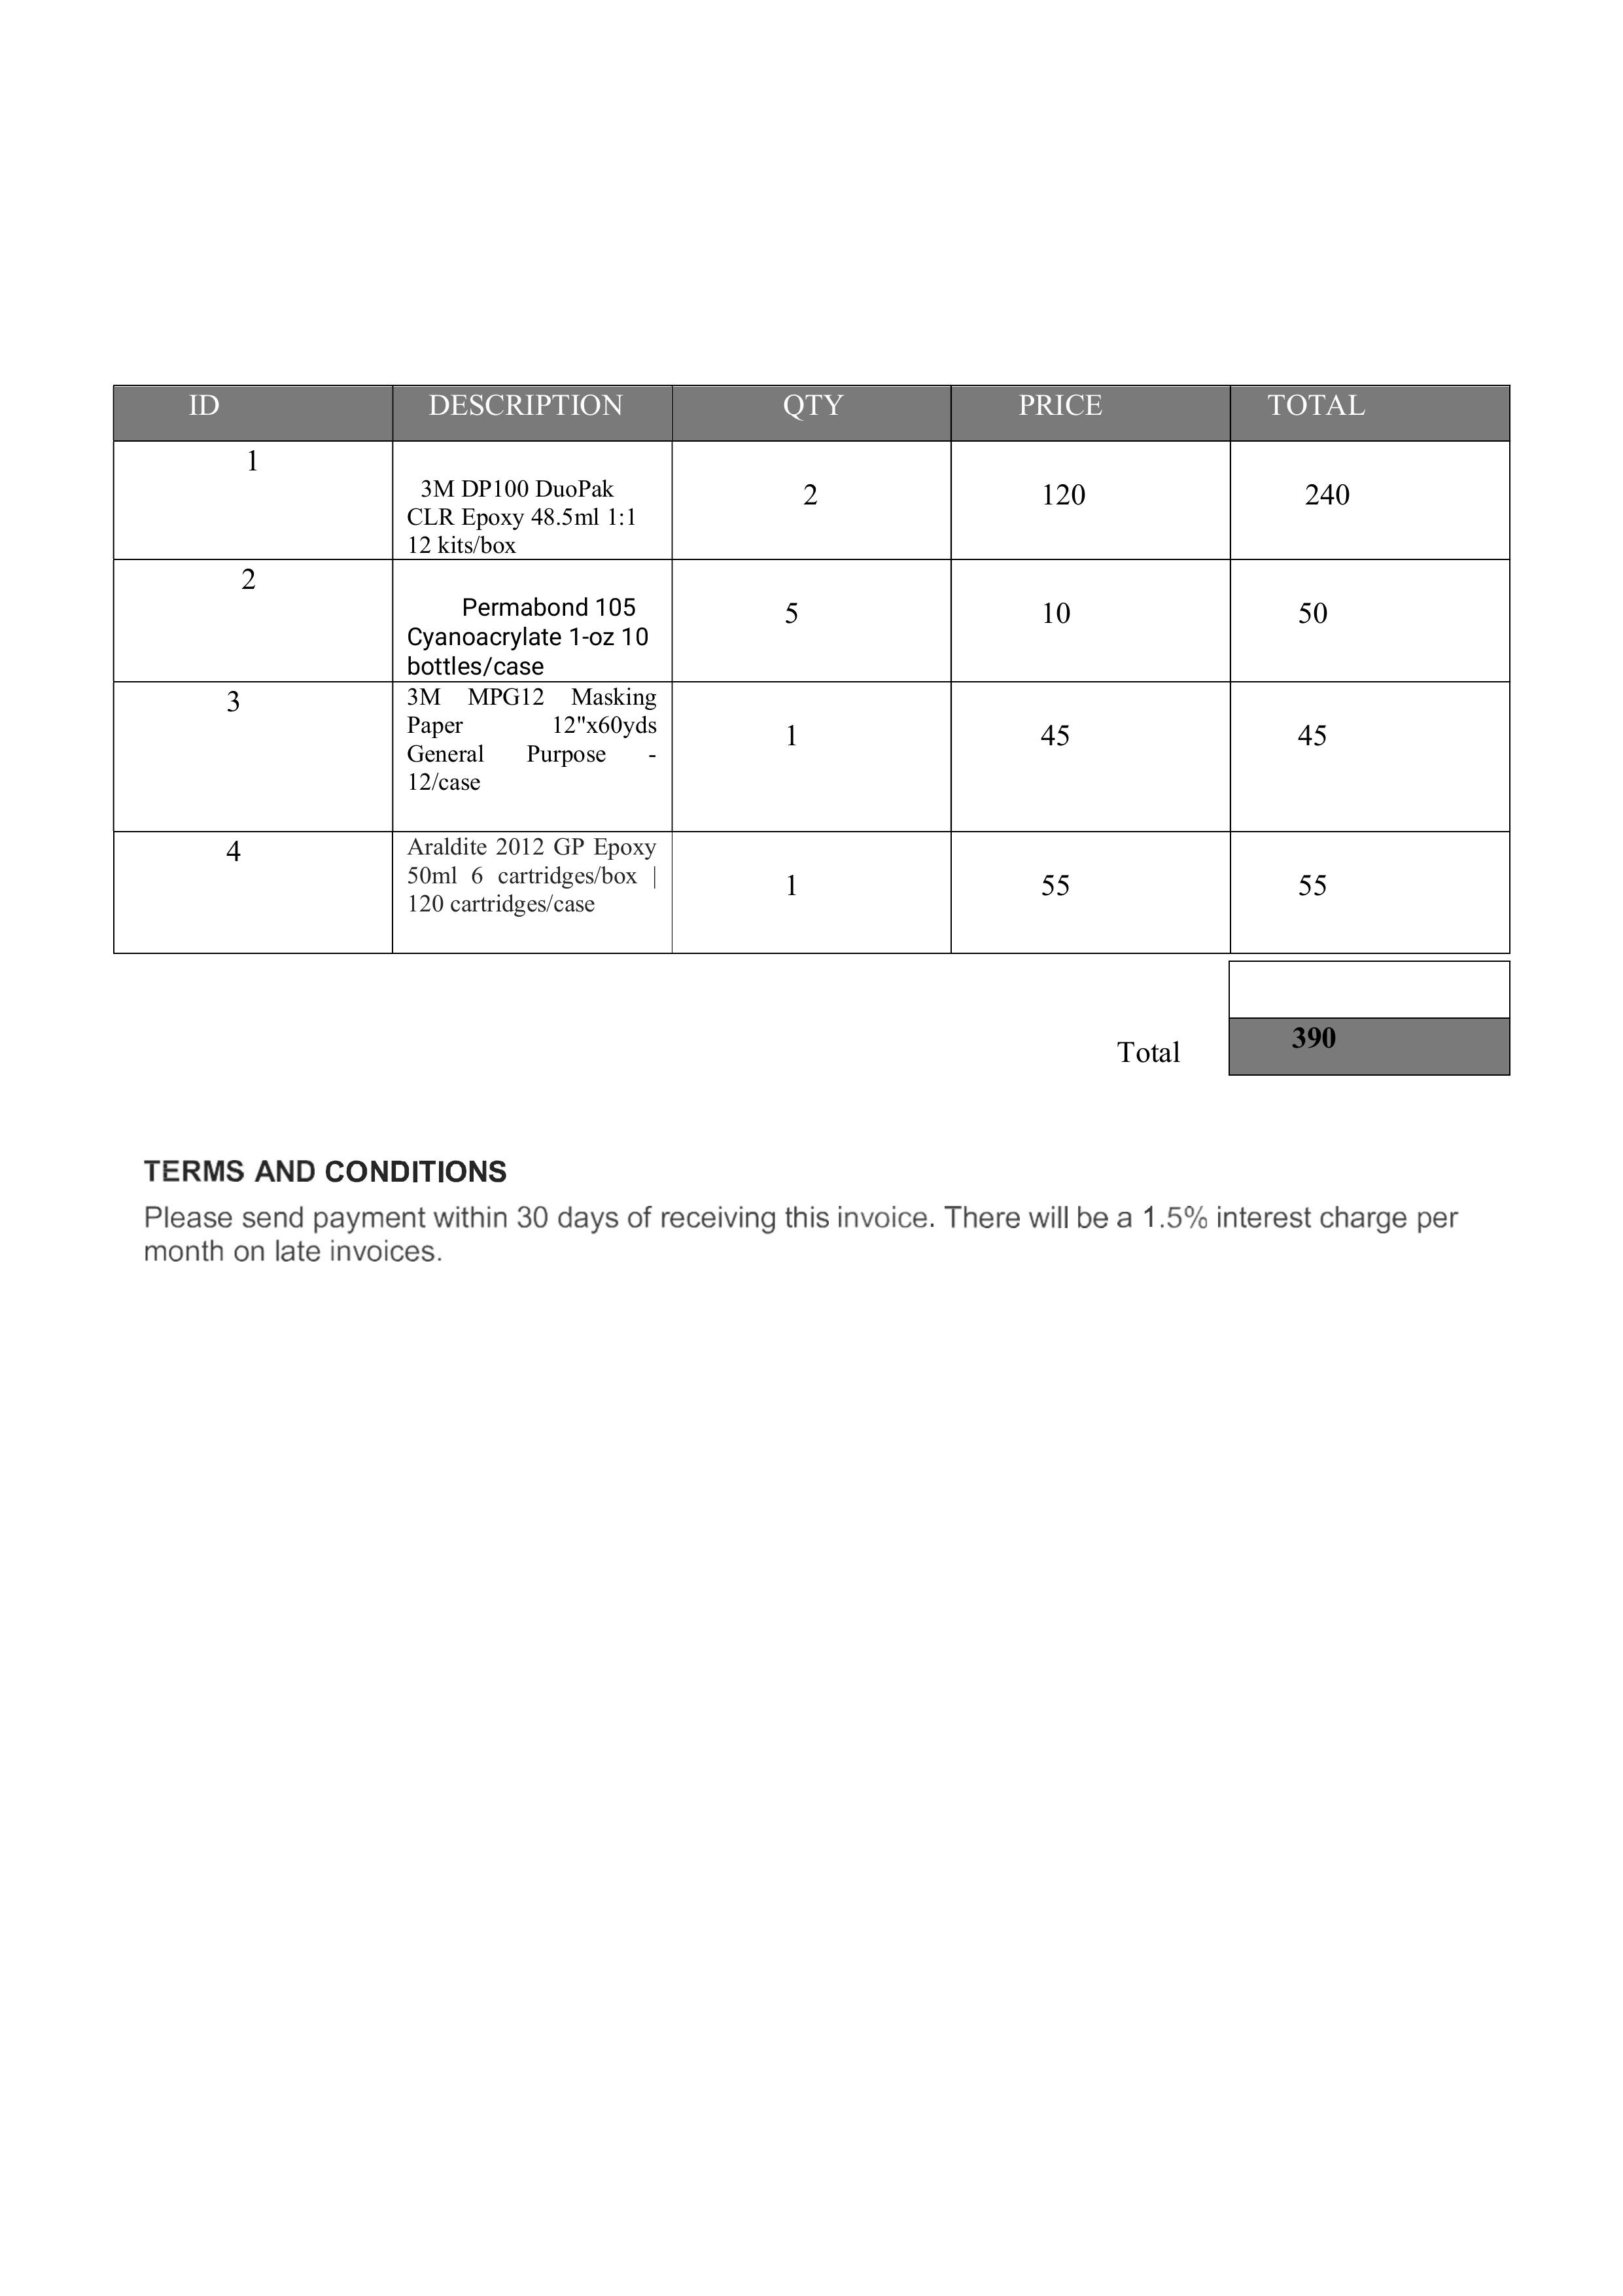 ID DESCRIPTION QTY PRICE TOTAL
1
3M DP100 DuoPak
CLR Epoxy 48.5ml 1:1
12 kits/box
2 120 240
2
Permabond 105
Cyanoacrylate 1-oz 10
bottles/case
5 10 50
3
3M MPG12 Masking
Paper 12"x60yds
General Purpose -
12/case
1 45 45
4
Araldite 2012 GP Epoxy
50ml 6 cartridges/box |
120 cartridges/case
1 55 55
Total 390
TERMS AND CONDITIONS
Please send payment within 30 days of receiving this invoice. There will be a 1.5% interest charge per
month on late invoices.